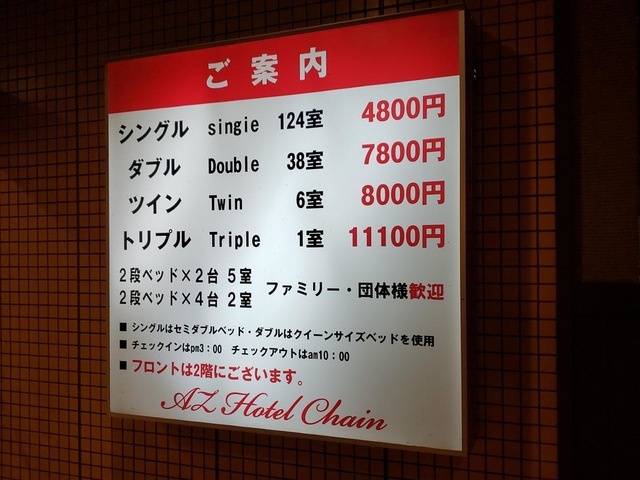 ご案内
シングル singie 124室 4800円
ダブル Double 38室 7800円
ツイン Twin 6室 8000円
トリプル Triple 1室 11100円
2段ベッド×2台 5室
2段ベッド×4台 2室
ファミリー・団体様歓迎
■ シングルはセミダブルベッド・ダブルはクイーンサイズベッドを使用
■ チェックインはpm3：00 チェックアウトはam10：00
■ フロントは2階にございます。
AZ Hotel Chain